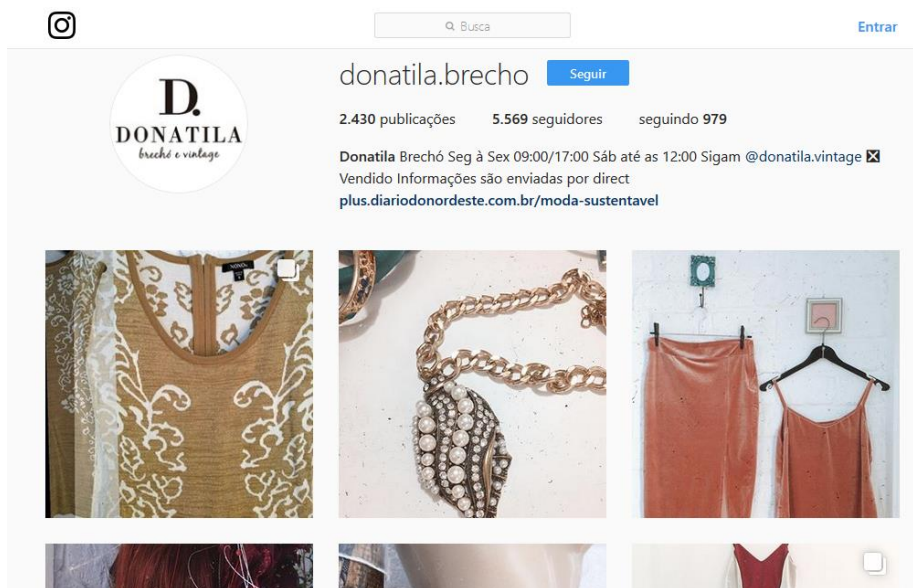 Busca
Entrar
D.
DONATILA
brechó e vintage
donatila.brecho Seguir
2.430 publicações 5.569 seguidores seguindo 979
Donatila Brechó Seg à Sex 09:00/17:00 Sáb até as 12:00 Sigam @donatila.vintage ❎
Vendido Informações são enviadas por direct
plus.diariodonordeste.com.br/moda-sustentavel